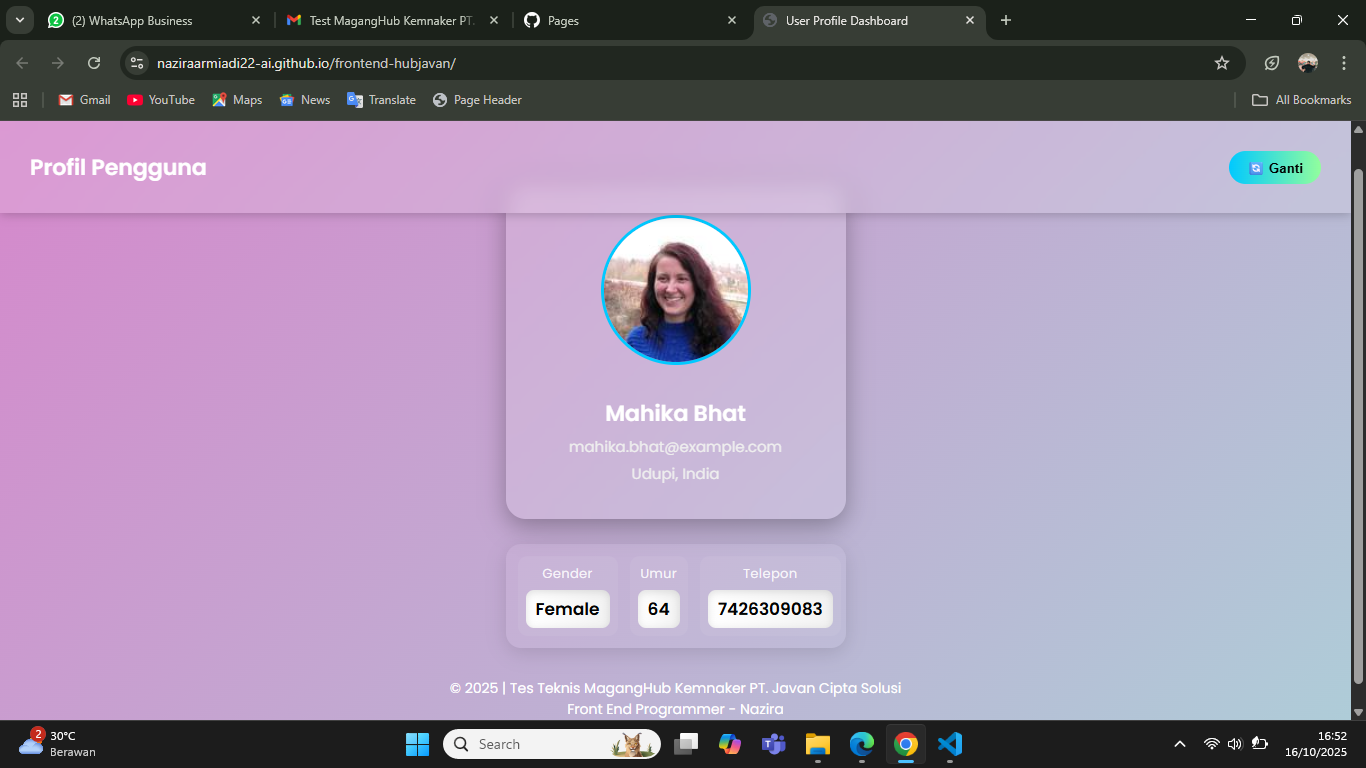 2 (2) WhatsApp Business
Test MagangHub Kemnaker PT.
Pages
User Profile Dashboard
naziraarmiadi22-ai.github.io/frontend-hubjavan/
Gmail
YouTube
Maps
News
Translate
Page Header
All Bookmarks
Profil Pengguna
Ganti
Mahika Bhat
mahika.bhat@example.com
Udupi, India
Gender
Umur
Telepon
Female
64
7426309083
© 2025 | Tes Teknis MagangHub Kemnaker PT. Javan Cipta Solusi
Front End Programmer - Nazira
2
30°C
Berawan
Search
16:52
16/10/2025